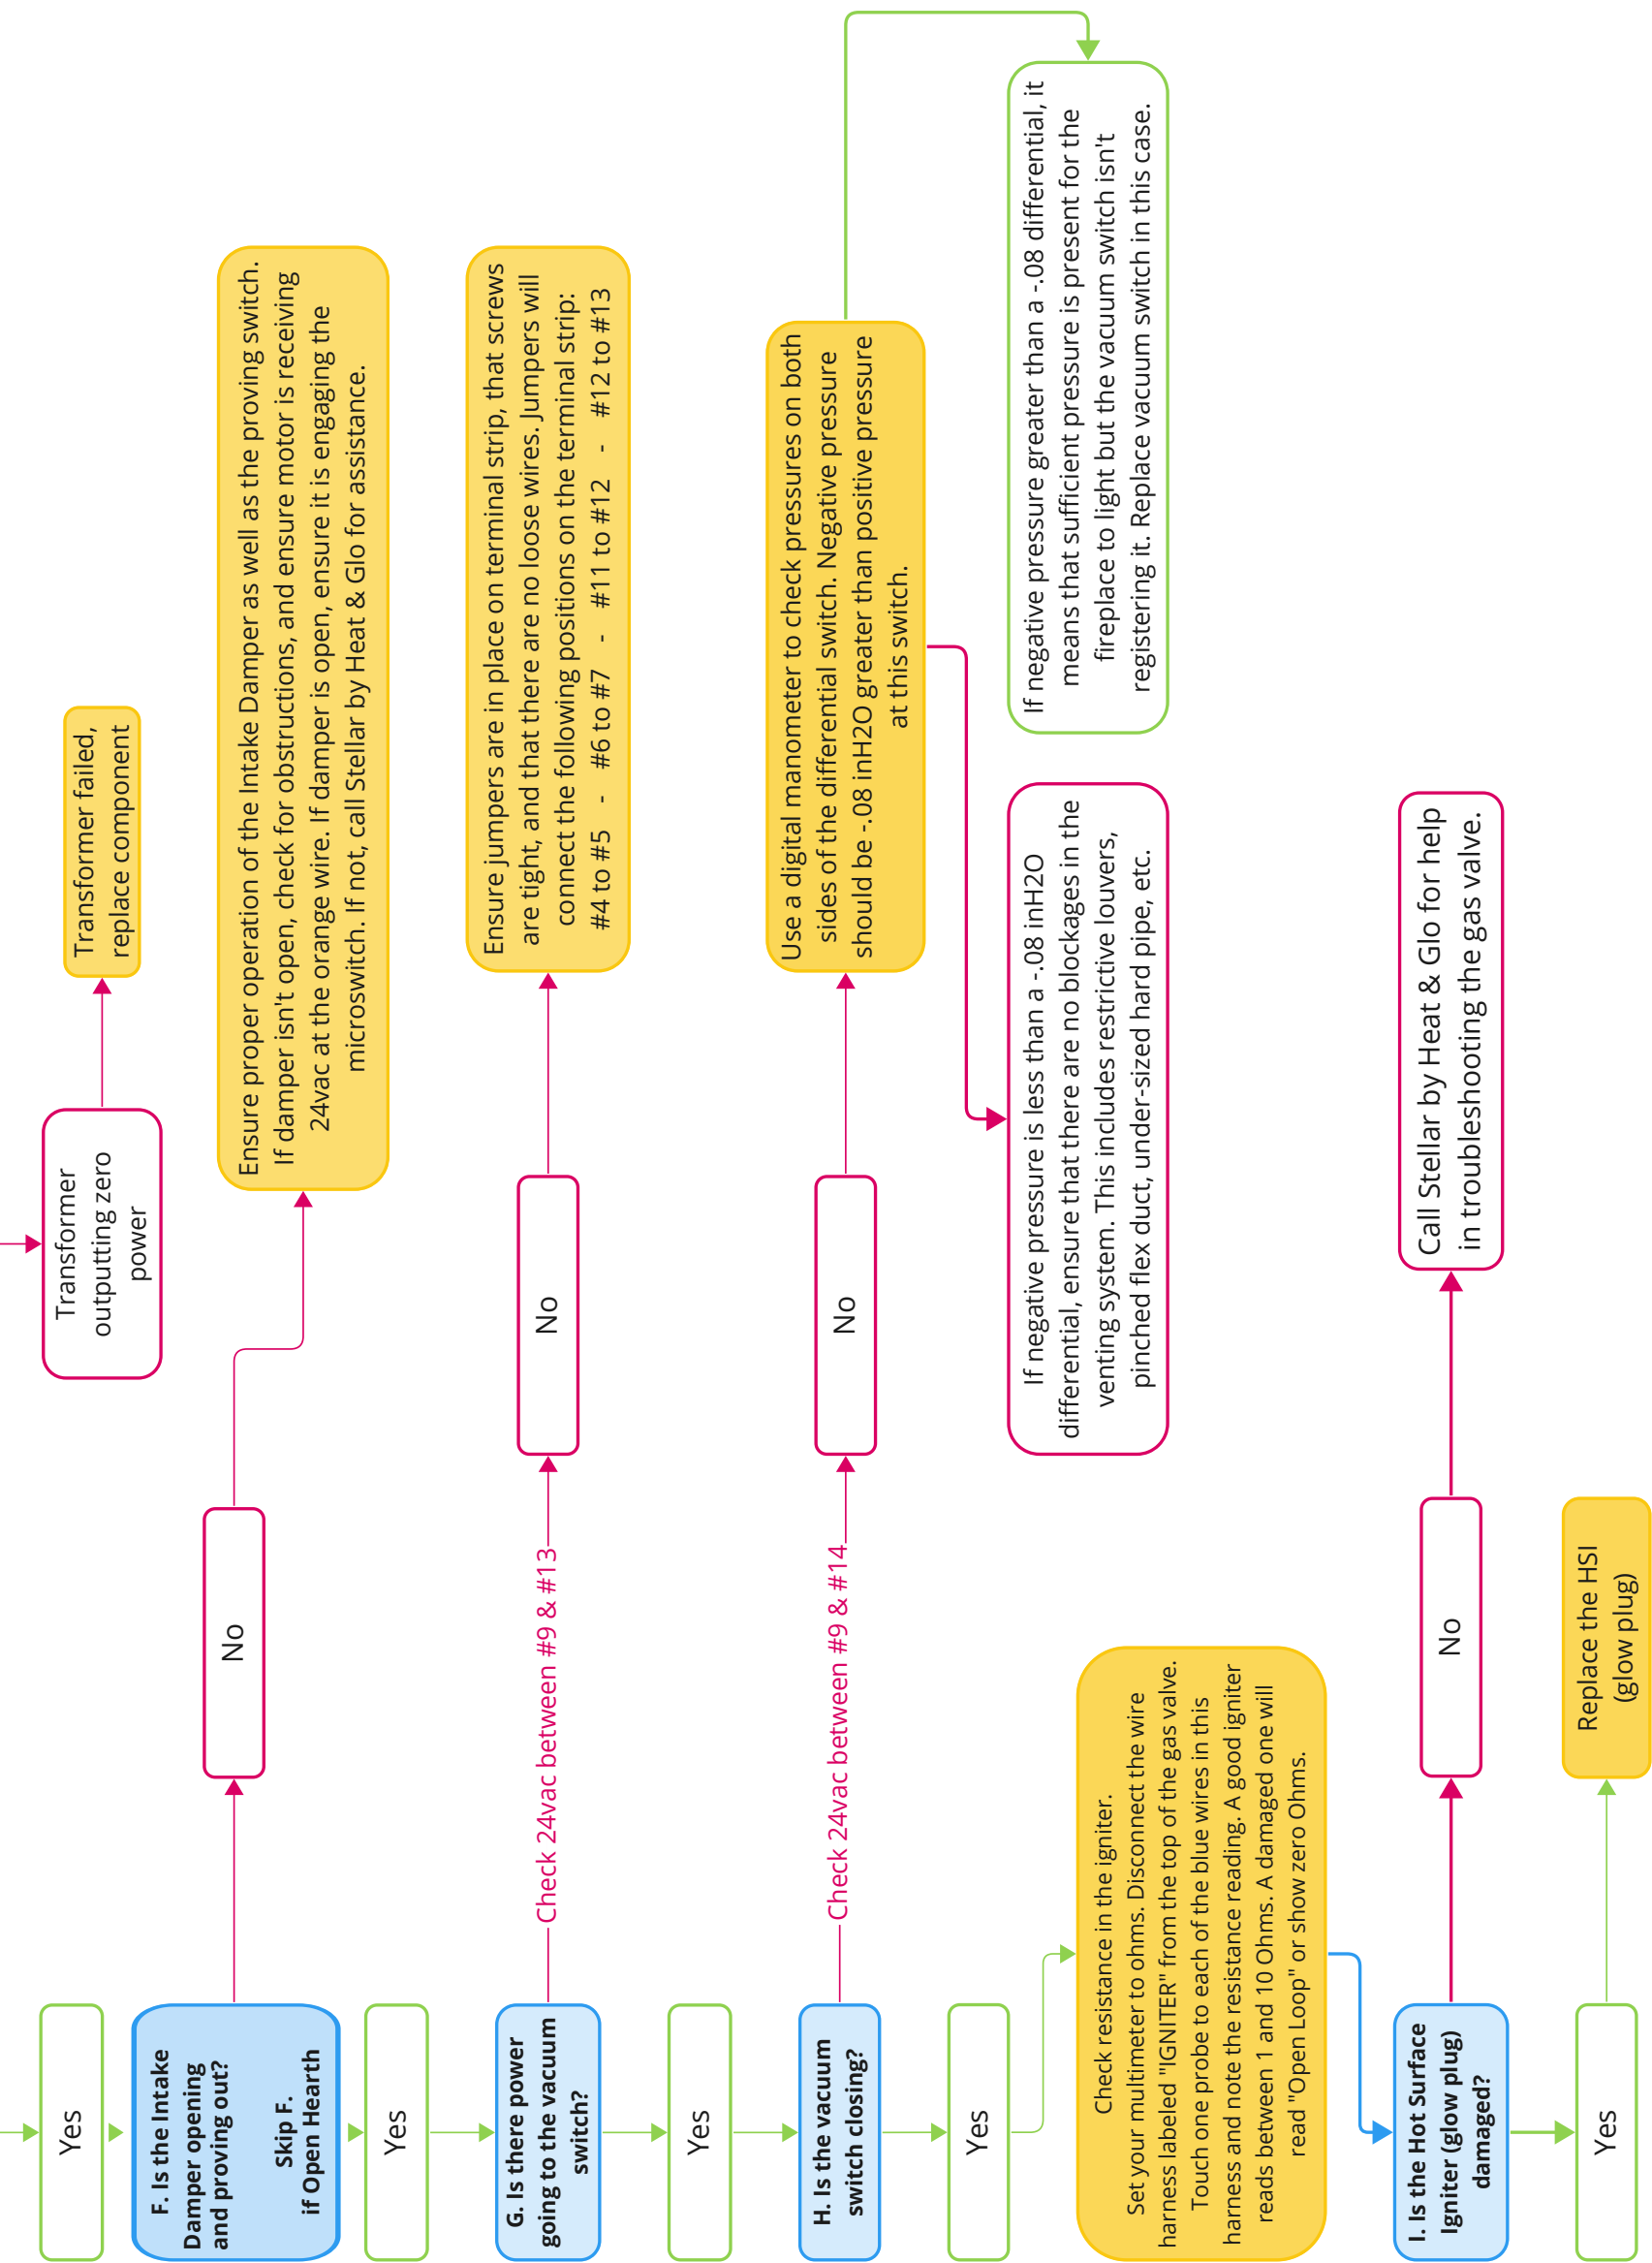 Yes
F. Is the Intake
Damper opening
and proving out?
Skip F.
if Open Hearth
Yes
G. Is there power
going to the vacuum
switch?
Yes
H. Is the vacuum
switch closing?
Yes
Check resistance in the igniter.
Set your multimeter to ohms. Disconnect the wire
harness labeled "IGNITER" from the top of the gas valve.
Touch one probe to each of the blue wires in this
harness and note the resistance reading. A good igniter
reads between 1 and 10 Ohms. A damaged one will
read "Open Loop" or show zero Ohms.
I. Is the Hot Surface
Igniter (glow plug)
damaged?
Yes
Replace the HSI
(glow plug)
No
Call Stellar by Heat & Glo for help
in troubleshooting the gas valve.
Transformer
outputting zero
power
Transformer failed,
replace component
No
Ensure proper operation of the Intake Damper as well as the proving switch.
If damper isn't open, check for obstructions, and ensure motor is receiving
24vac at the orange wire. If damper is open, ensure it is engaging the
microswitch. If not, call Stellar by Heat & Glo for assistance.
Check 24vac between #9 & #13
No
Ensure jumpers are in place on terminal strip, that screws
are tight, and that there are no loose wires. Jumpers will
connect the following positions on the terminal strip:
#4 to #5 - #6 to #7 - #11 to #12 - #12 to #13
Check 24vac between #9 & #14
No
Use a digital manometer to check pressures on both
sides of the differential switch. Negative pressure
should be -.08 inH2O greater than positive pressure
at this switch.
If negative pressure is less than a -.08 inH2O
differential, ensure that there are no blockages in the
venting system. This includes restrictive louvers,
pinched flex duct, under-sized hard pipe, etc.
If negative pressure greater than a -.08 differential, it
means that sufficient pressure is present for the
fireplace to light but the vacuum switch isn't
registering it. Replace vacuum switch in this case.